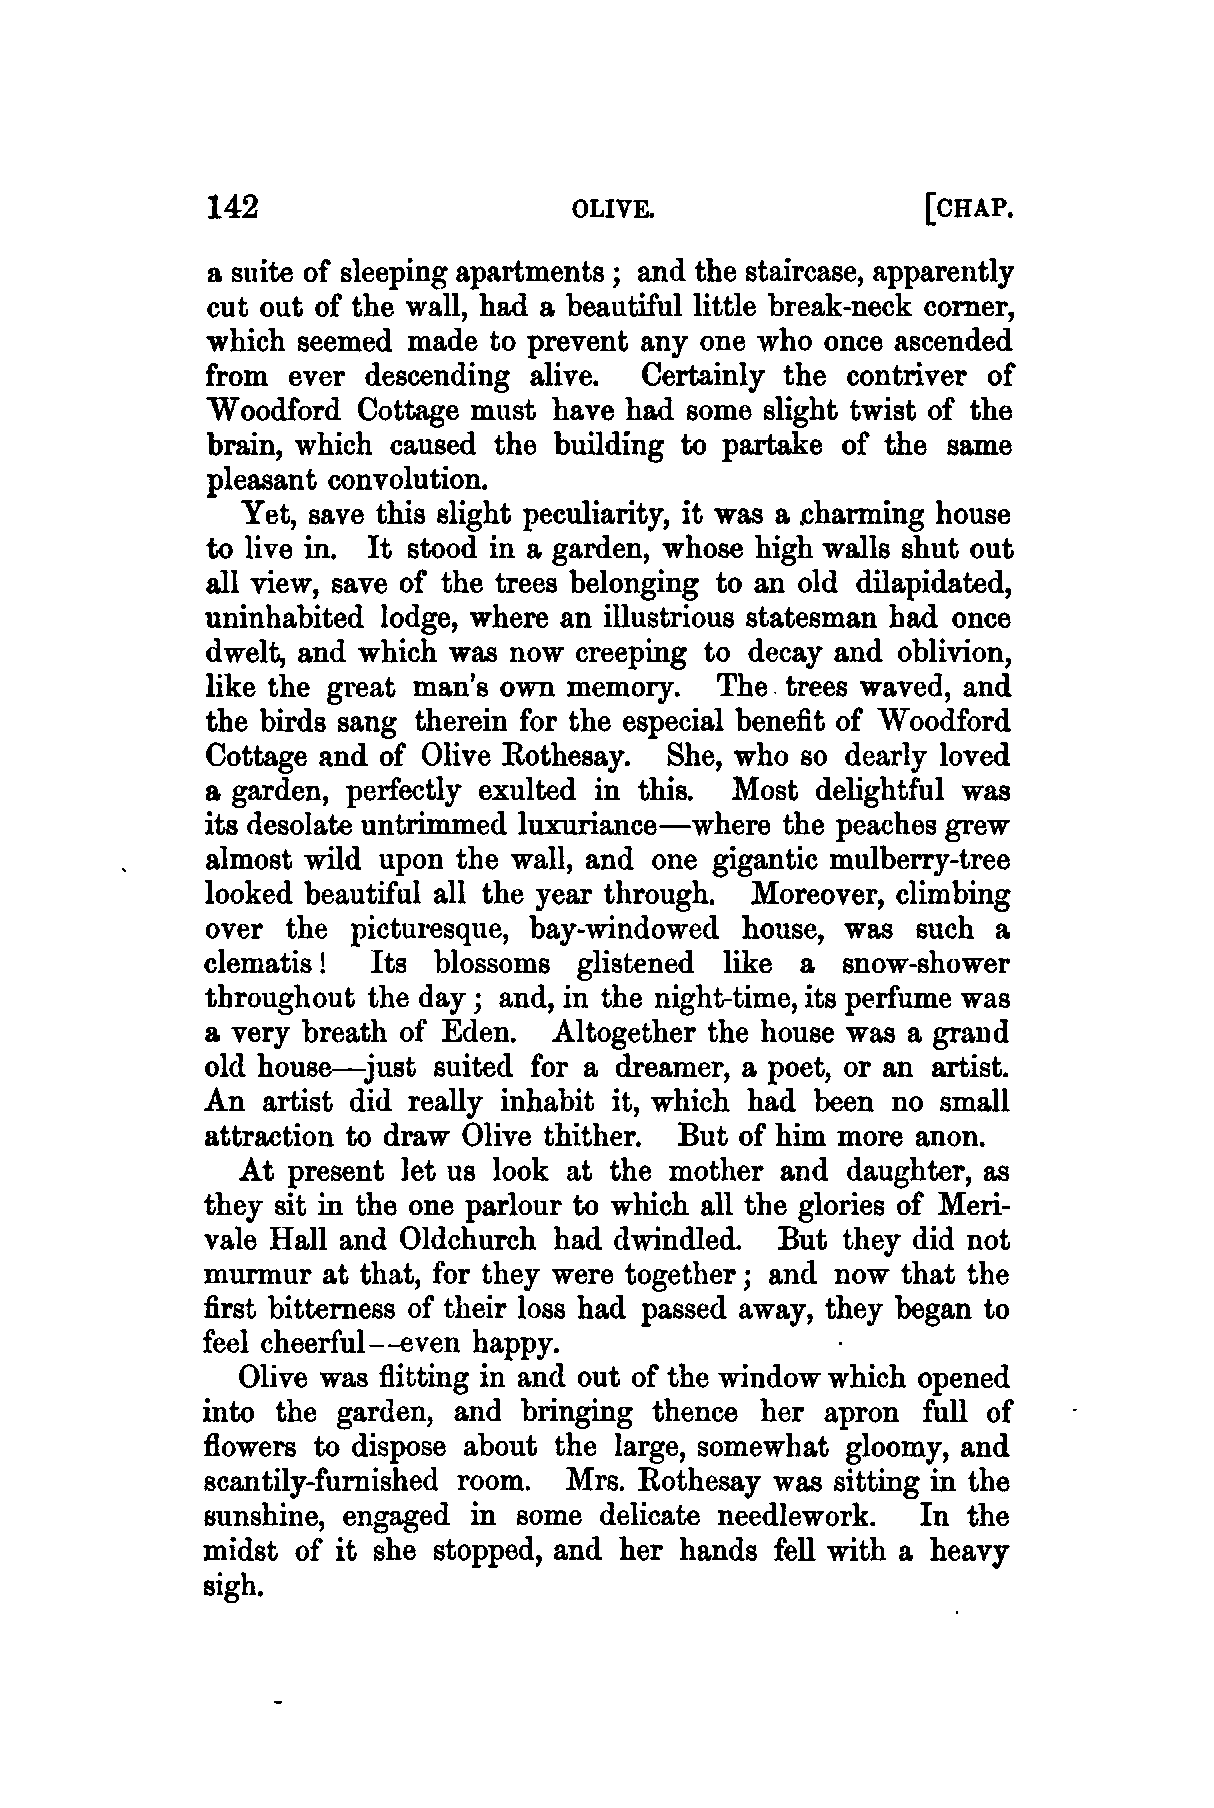 142 OLIVE. [CHAP.
a suite of sleeping apartments ; and the staircase, apparently
cut out of the wall, had a beautiful little break-neck corner,
which seemed made to prevent any one who once ascended
from ever descending alive. Certainly the contriver of
Woodford Cottage must have had some slight twist of the
brain, which caused the building to partake of the same
pleasant convolution.
Yet, save this slight peculiarity, it was a charming house
to live in. It stood in a garden, whose high walls shut out
all view, save of the trees belonging to an old dilapidated,
uninhabited lodge, where an illustrious statesman had once
dwelt, and which was now creeping to decay and oblivion,
like the great man's own memory. The trees waved, and
the birds sang therein for the especial benefit of Woodford
Cottage and of Olive Rothesay. She, who so dearly loved
a garden, perfectly exulted in this. Most delightful was
its desolate untrimmed luxuriance—where the peaches grew
almost wild upon the wall, and one gigantic mulberry-tree
looked beautiful all the year through. Moreover, climbing
over the picturesque, bay-windowed house, was such a
clematis ! Its blossoms glistened like a snow-shower
throughout the day ; and, in the night-time, its perfume was
a very breath of Eden. Altogether the house was a grand
old house—just suited for a dreamer, a poet, or an artist.
An artist did really inhabit it, which had been no small
attraction to draw Olive thither. But of him more anon.
At present let us look at the mother and daughter, as
they sit in the one parlour to which all the glories of Meri-
vale Hall and Oldchurch had dwindled. But they did not
murmur at that, for they were together ; and now that the
first bitterness of their loss had passed away, they began to
feel cheerful—even happy.
Olive was flitting in and out of the window which opened
into the garden, and bringing thence her apron full of
flowers to dispose about the large, somewhat gloomy, and
scantily-furnished room. Mrs. Rothesay was sitting in the
sunshine, engaged in some delicate needlework. In the
midst of it she stopped, and her hands fell with a heavy
sigh.